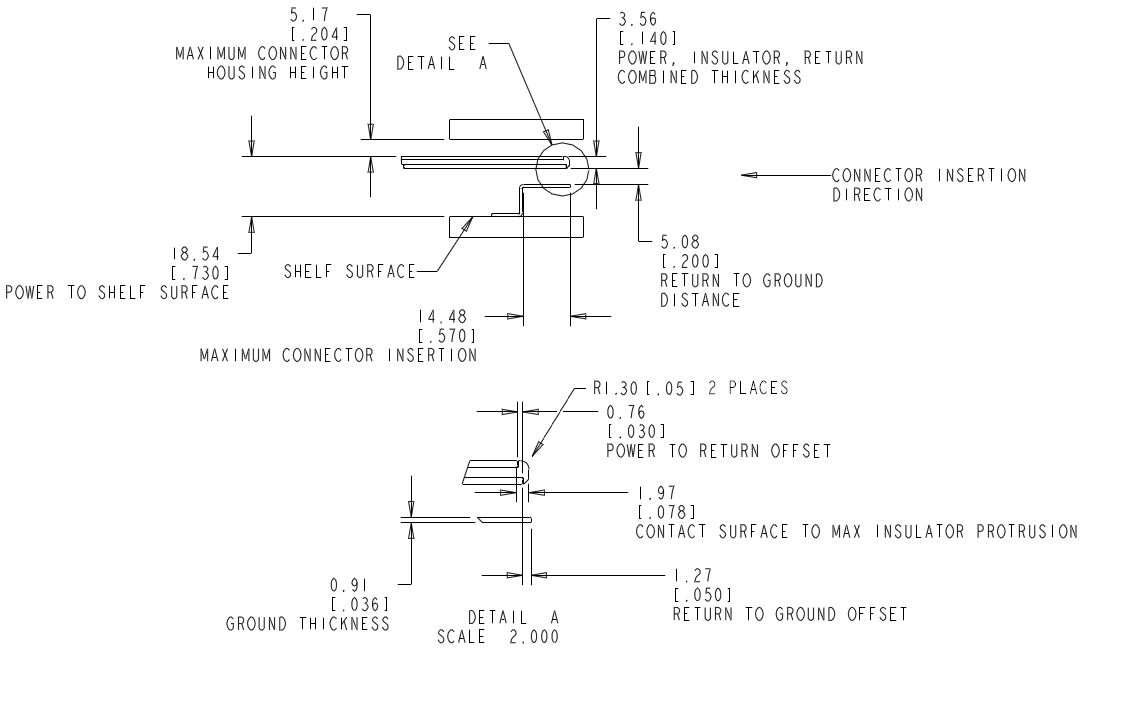 5.17
[.204]
MAXIMUM CONNECTOR
HOUSING HEIGHT
SEE
DETAIL A
3.56
[.140]
POWER, INSULATOR, RETURN
COMBINED THICKNESS
CONNECTOR INSERTION
DIRECTION
18.54
[.730]
POWER TO SHELF SURFACE
SHELF SURFACE
5.08
[.200]
RETURN TO GROUND
DISTANCE
14.48
[.570]
MAXIMUM CONNECTOR INSERTION
R1.30 [.05] 2 PLACES
0.76
[.030]
POWER TO RETURN OFFSET
1.97
[.078]
CONTACT SURFACE TO MAX INSULATOR PROTRUSION
0.91
[.036]
GROUND THICKNESS
1.27
[.050]
RETURN TO GROUND OFFSET
DETAIL A
SCALE 2.000